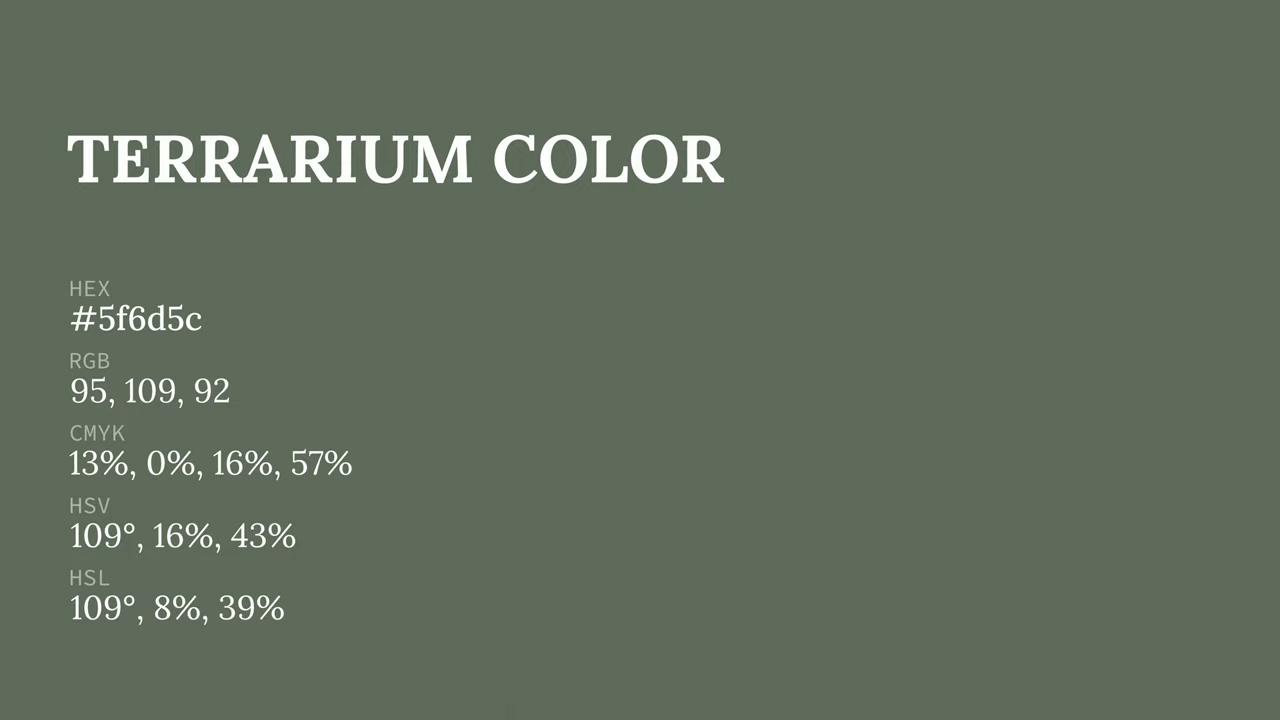 TERRARIUM COLOR
HEX
#5f6d5c
RGB
95, 109, 92
CMYK
13%, 0%, 16%, 57%
HSV
109°, 16%, 43%
HSL
109°, 8%, 39%